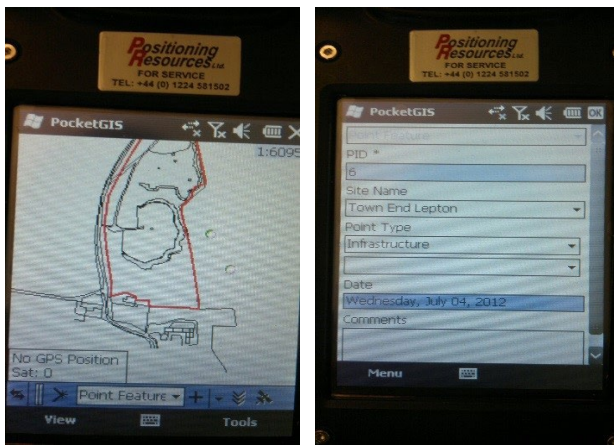 Positioning
Resources Ltd.
FOR SERVICE
TEL: +44 (0) 1224 581502
PocketGIS
1:6095
No GPS Position
Sat: 0
Point Feature
View
Tools
Positioning
Resources Ltd.
FOR SERVICE
TEL: +44 (0) 1224 581502
PocketGIS
OK
Point Feature
PID *
6
Site Name
Town End Lepton
Point Type
Infrastructure
Date
Wednesday, July 04, 2012
Comments
Menu